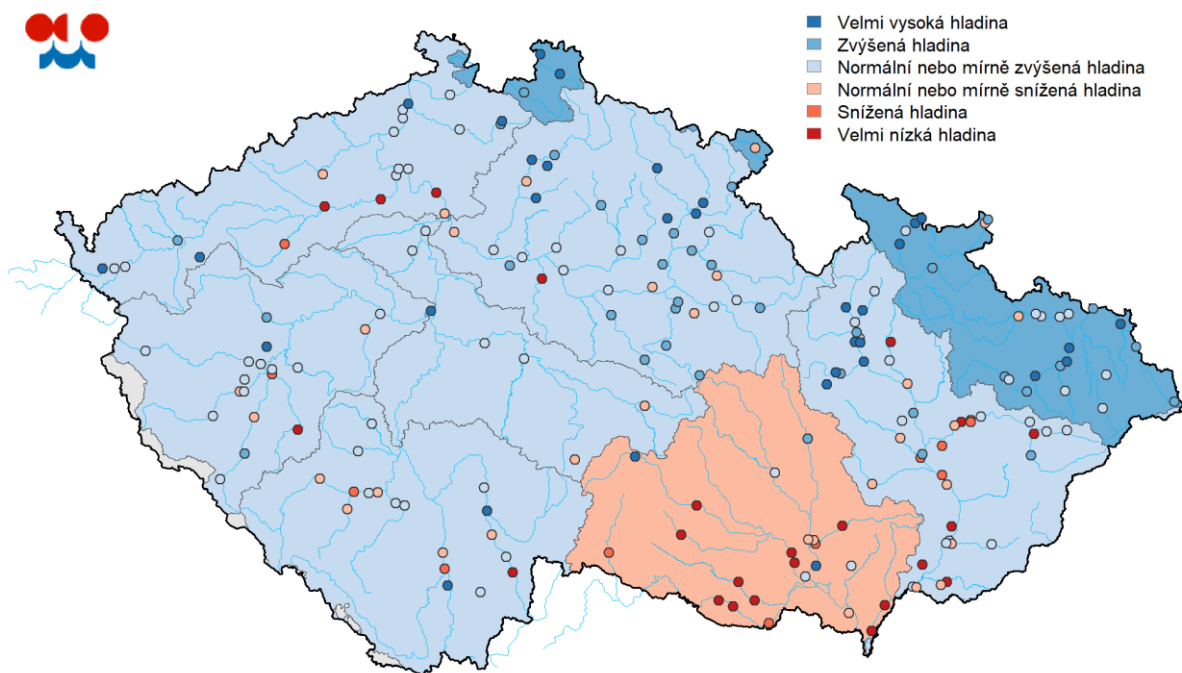 Velmi vysoká hladina
Zvýšená hladina
Normální nebo mírně zvýšená hladina
Normální nebo mírně snížená hladina
Snížená hladina
Velmi nízká hladina